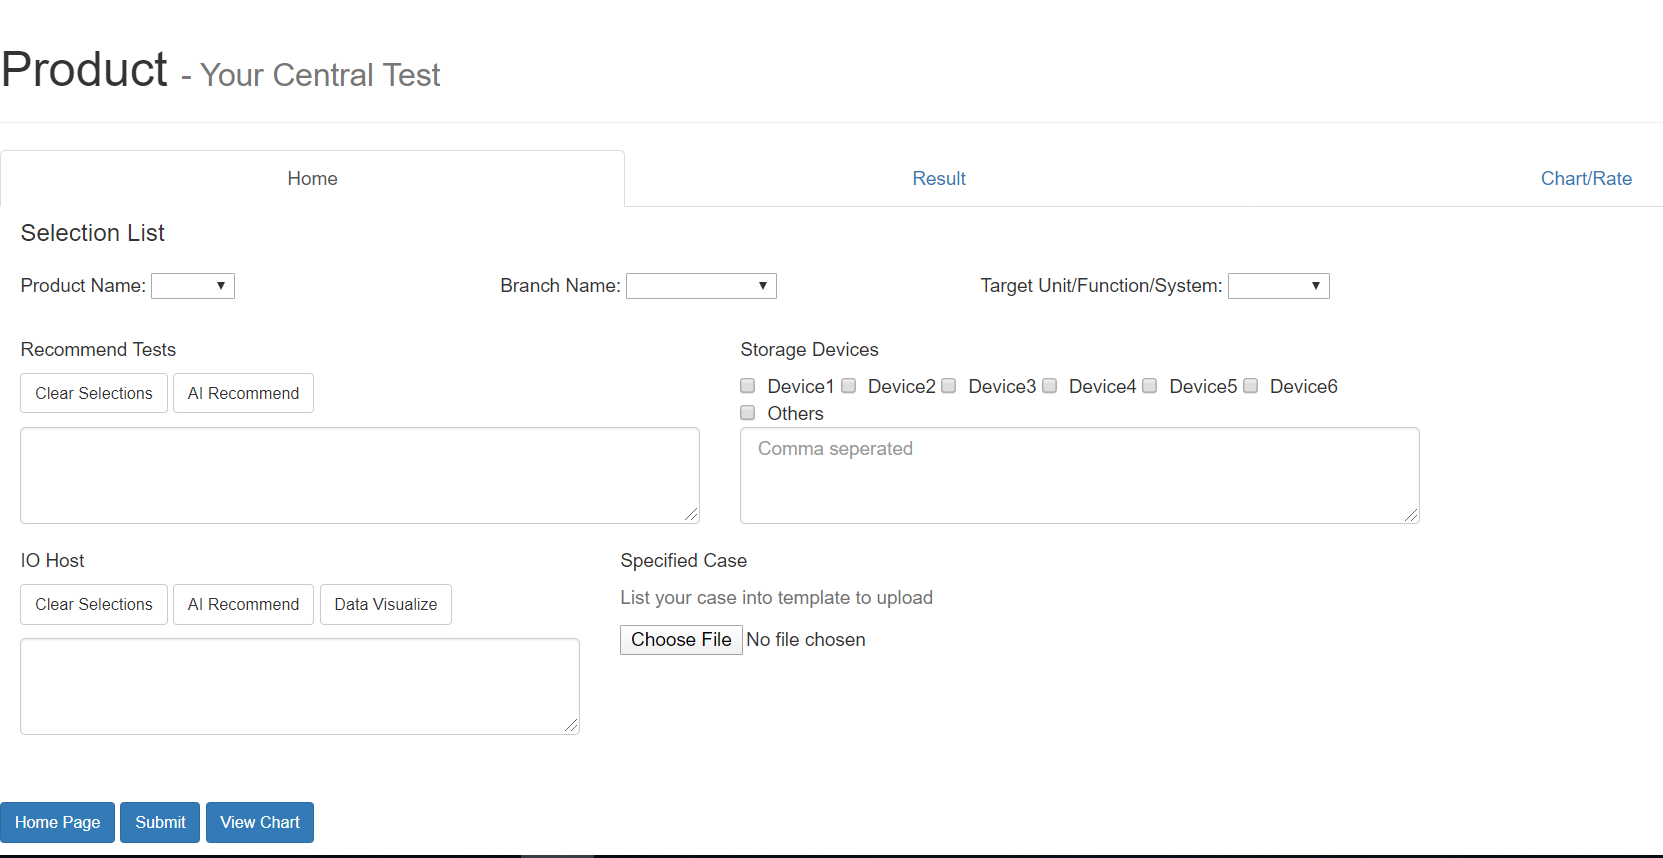 Product - Your Central Test
Home Result Chart/Rate
Selection List
Product Name: Branch Name: Target Unit/Function/System:
Recommend Tests
Clear Selections AI Recommend
Storage Devices
Device1 Device2 Device3 Device4 Device5 Device6
Others
Comma seperated
IO Host
Clear Selections AI Recommend Data Visualize
Specified Case
List your case into template to upload
Choose File No file chosen
Home Page Submit View Chart